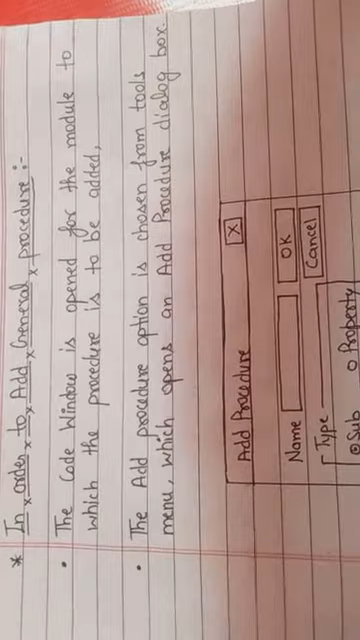 * In order to Add General procedure :-
• The Code Window is opened for the module to
which the procedure is to be added,
• The Add procedure option is chosen from tools
menu, which opens an Add Procedure dialog box.
Add Procedure X
Name OK
Type Cancel
Sub Property